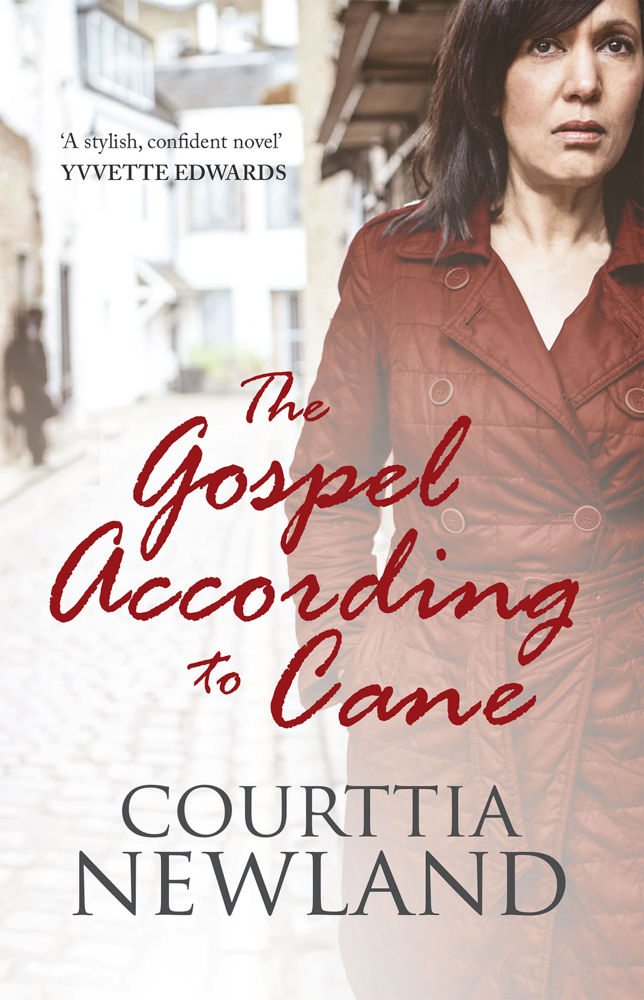 ‘A stylish, confident novel’
YVVETTE EDWARDS
The
Gospel
According
to Cane
COURTTIA
NEWLAND